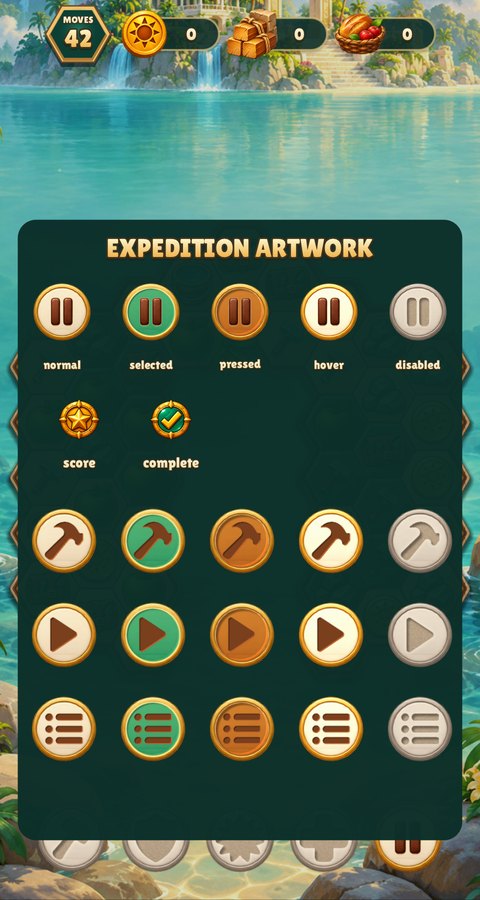 MOVES
42
0
0
0
EXPEDITION ARTWORK
normal
selected
pressed
hover
disabled
score
complete